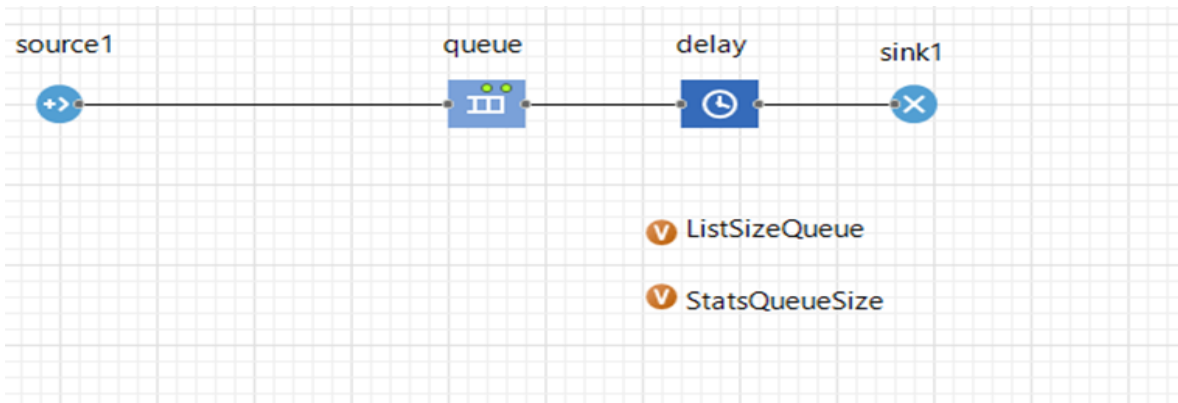 source1
queue
delay
sink1
V ListSizeQueue
V StatsQueueSize